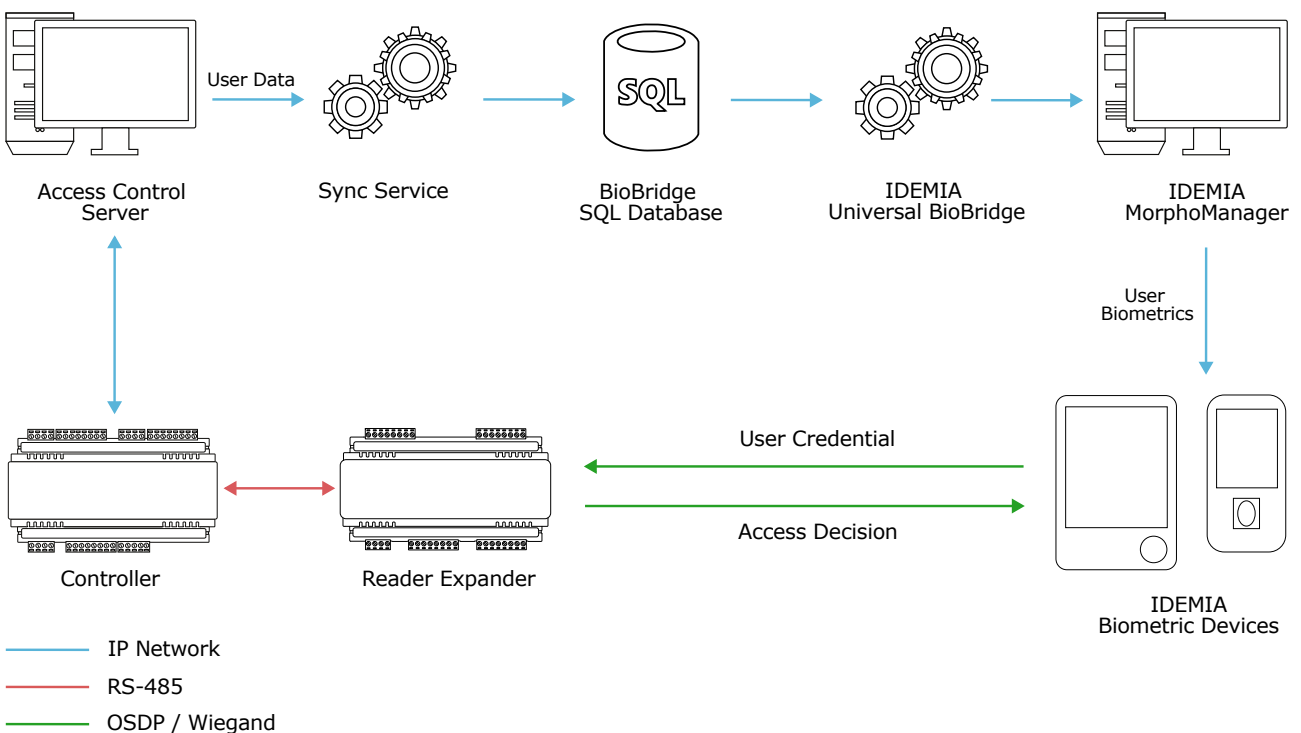 User Data
SQL
Access Control
Server
Sync Service
BioBridge
SQL Database
IDEMIA
Universal BioBridge
IDEMIA
MorphoManager
User
Biometrics
User Credential
Access Decision
Controller
Reader Expander
IDEMIA
Biometric Devices
IP Network
RS-485
OSDP / Wiegand